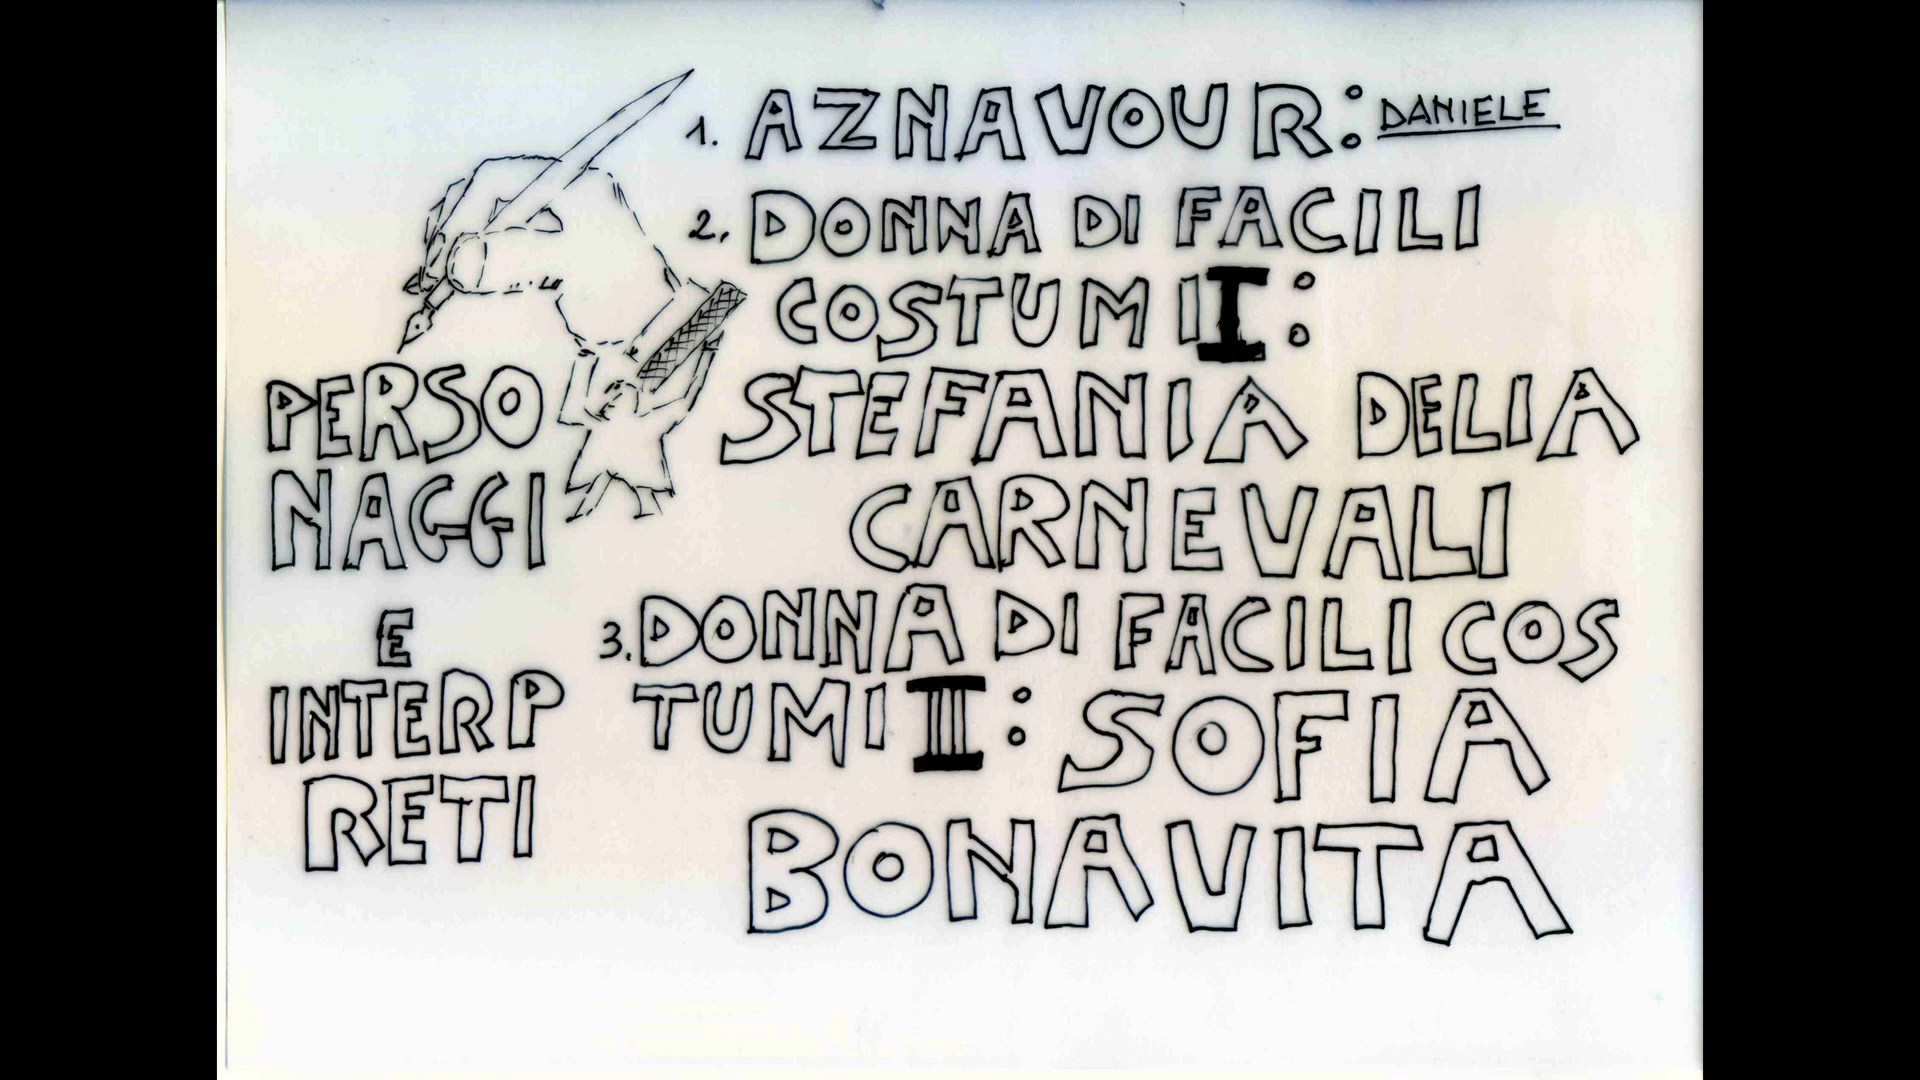 1. AZNAVOUR: DANIELE
2. DONNA DI FACILI
COSTUMI I:
STEFANIA DELIA
CARNEVALI
3. DONNA DI FACILI COS
TUMI III: SOFIA
BONAVITA
PERSO
NAGGI
E
INTERP
RETI